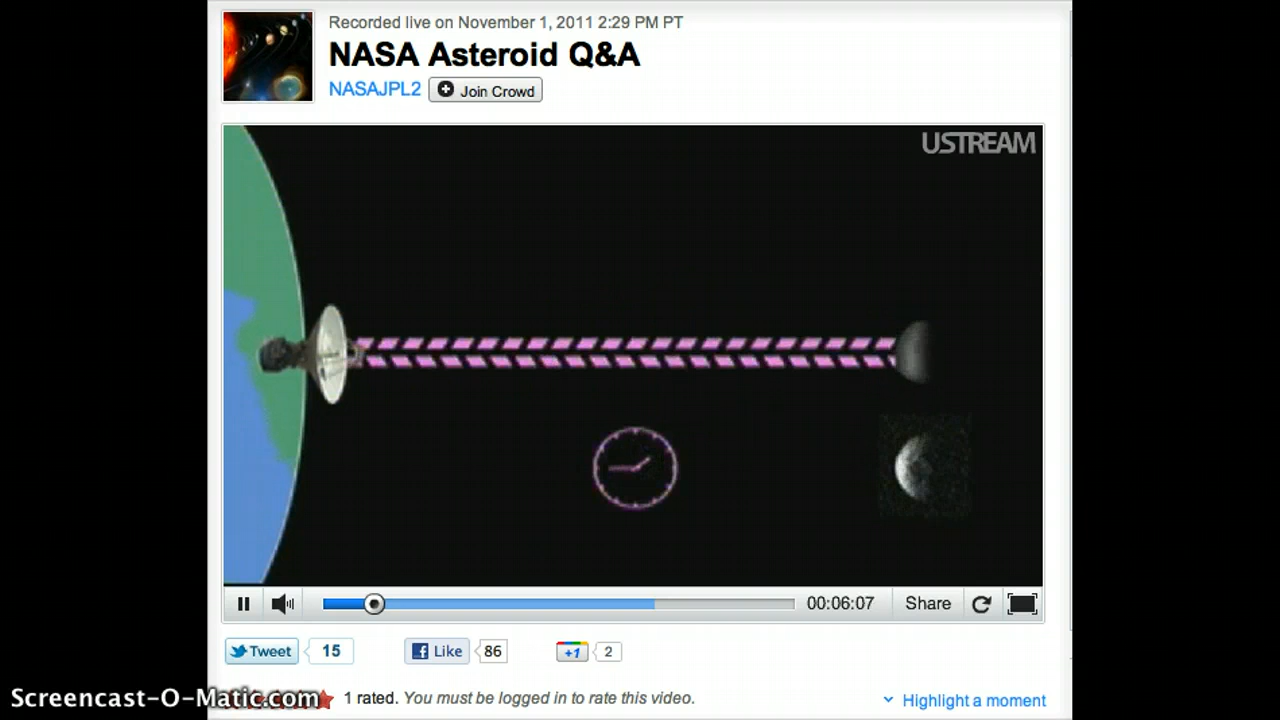 Recorded live on November 1, 2011 2:29 PM PT
NASA Asteroid Q&A
NASAJPL2 Join Crowd
USTREAM
00:06:07 Share
Tweet 15 Like 86 +1 2
Screencast-O-Matic.com 1 rated. You must be logged in to rate this video. Highlight a moment